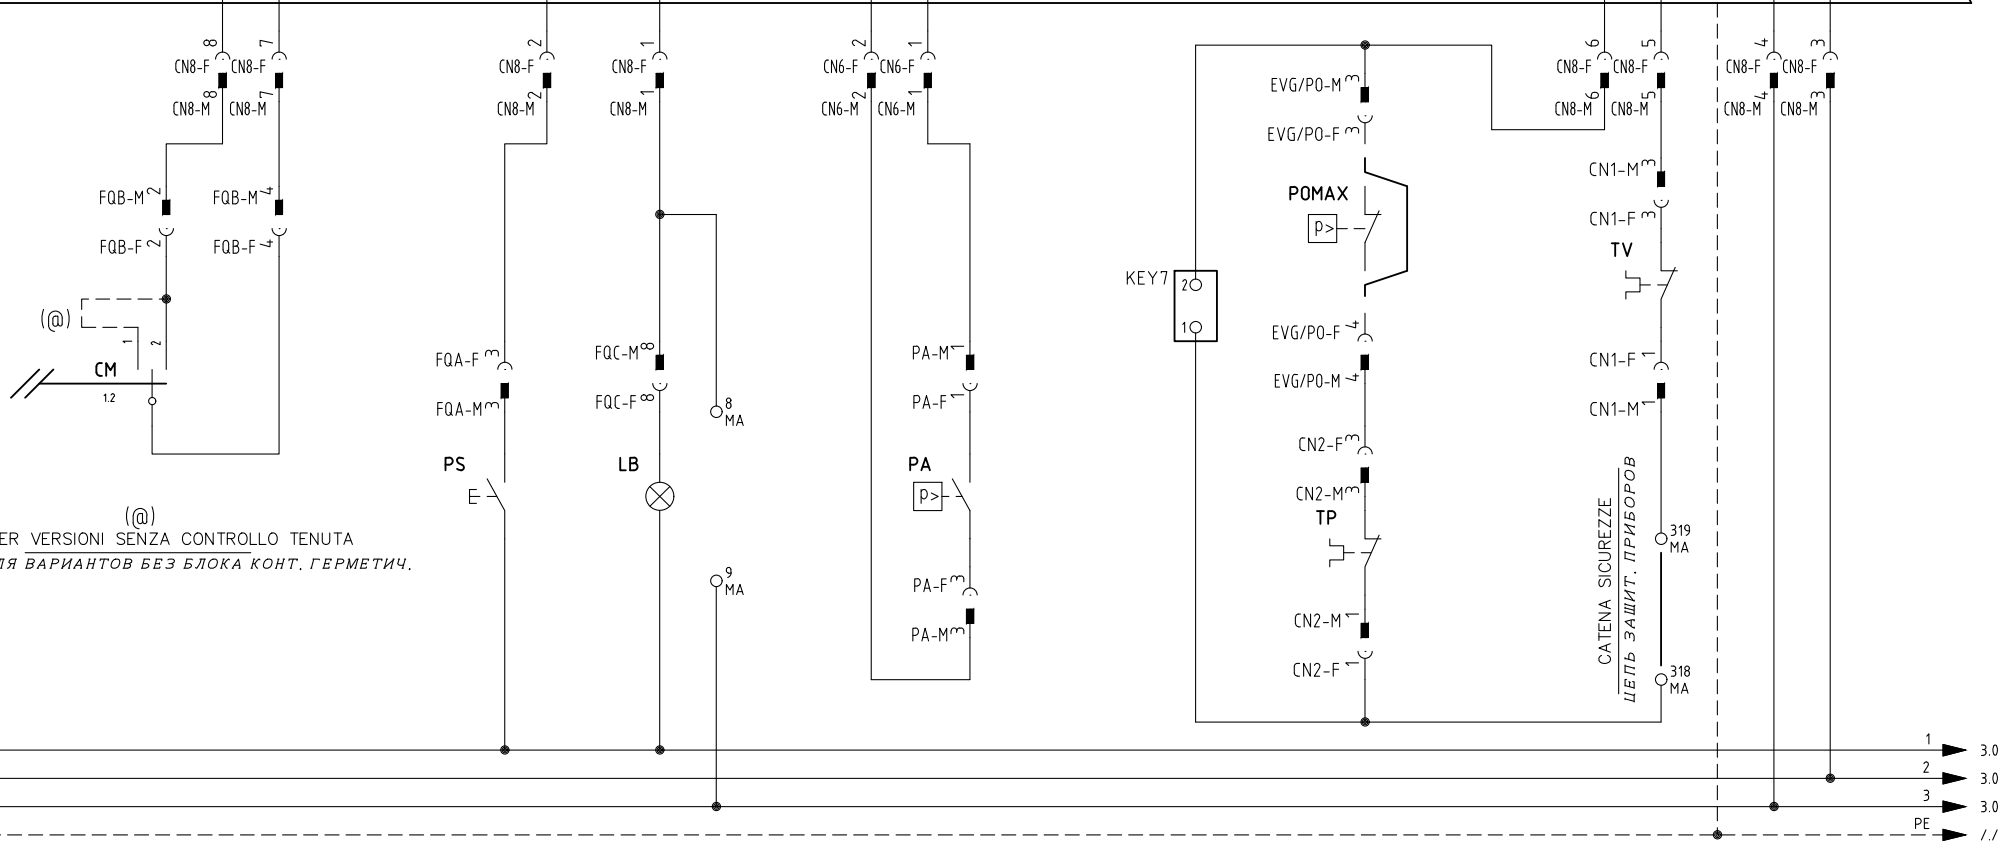 8 7 2 1 2 1 6 5 4 3
CN8-F CN8-F CN8-F CN8-F CN6-F CN6-F CN8-F CN8-F CN8-F CN8-F
8 7 2 1 2 1 6 5 4 3
CN8-M CN8-M CN8-M CN8-M CN6-M CN6-M CN8-M CN8-M CN8-M CN8-M
EVG/PO-M 3
EVG/PO-F 3
CN1-M 3
FQB-M 2 FQB-M 4
POMAX
P>
CN1-F 3
FQB-F 2 FQB-F 4
TV
KEY7
2
1
(@)
1 2
CM
1.2
EVG/PO-F 4
EVG/PO-M 4
FQA-F 3
FQA-M 3
FQC-M 8
FQC-F 8
PA-M 1
PA-F 1
CN1-F 1
CN1-M 1
8
MA
CN2-F 3
CN2-M 3
PS
LB
PA
P>
TP
(@)
ER VERSIONI SENZA CONTROLLO TENUTA
ЛЯ ВАРИАНТОВ БЕЗ БЛОКА КОНТ. ГЕРМЕТИЧ.
9
MA
PA-F 3
PA-M 3
CN2-M 1
CN2-F 1
CATENA SICUREZZE
ЦЕПЬ ЗАЩИТ. ПРИБОРОВ
319
MA
318
MA
1 3.0
2 3.0
3 3.0
PE /./